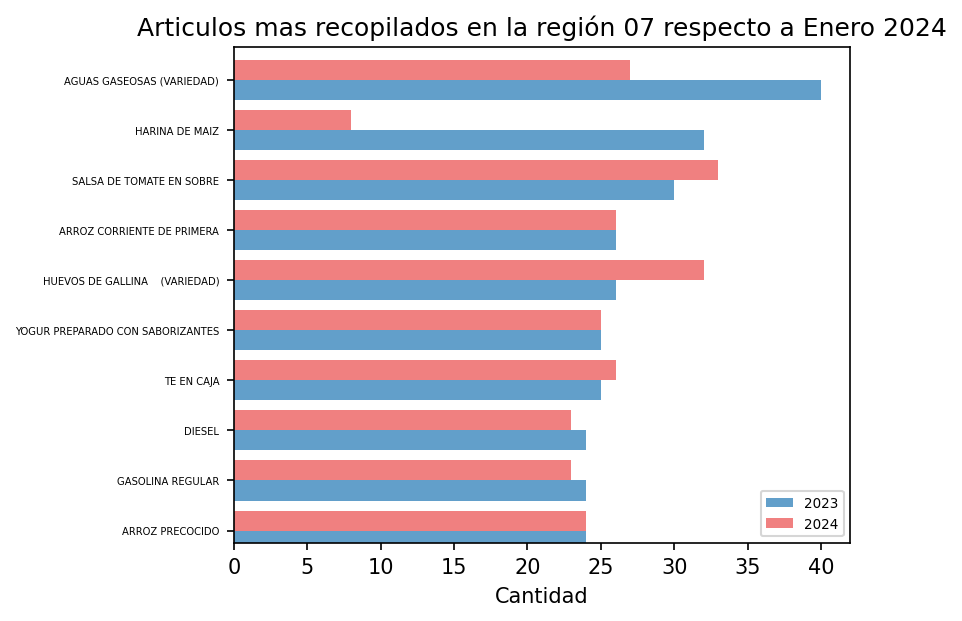 Articulos mas recopilados en la región 07 respecto a Enero 2024
AGUAS GASEOSAS (VARIEDAD)
HARINA DE MAIZ
SALSA DE TOMATE EN SOBRE
ARROZ CORRIENTE DE PRIMERA
HUEVOS DE GALLINA    (VARIEDAD)
YOGUR PREPARADO CON SABORIZANTES
TE EN CAJA
DIESEL
GASOLINA REGULAR
ARROZ PRECOCIDO
2023
2024
0 5 10 15 20 25 30 35 40
Cantidad